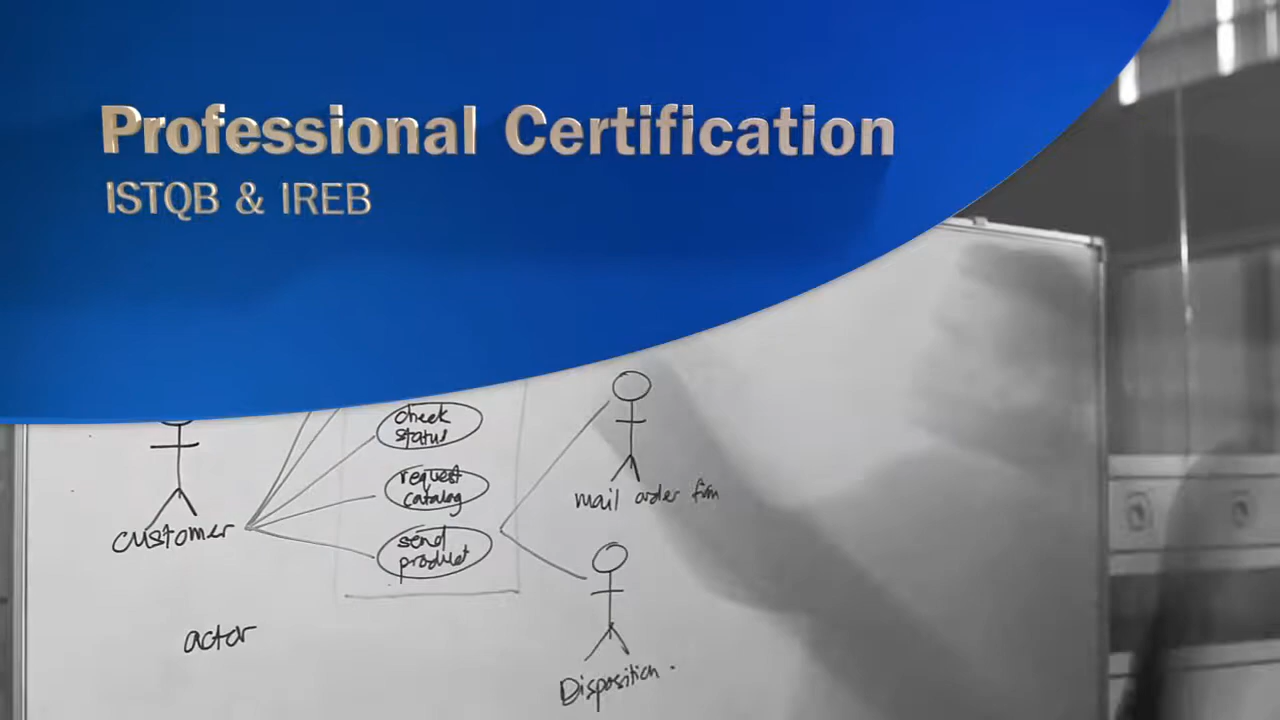 Professional Certification
ISTQB & IREB
check
status
request
catalog
send
product
customer
actor
mail order firm
Disposition